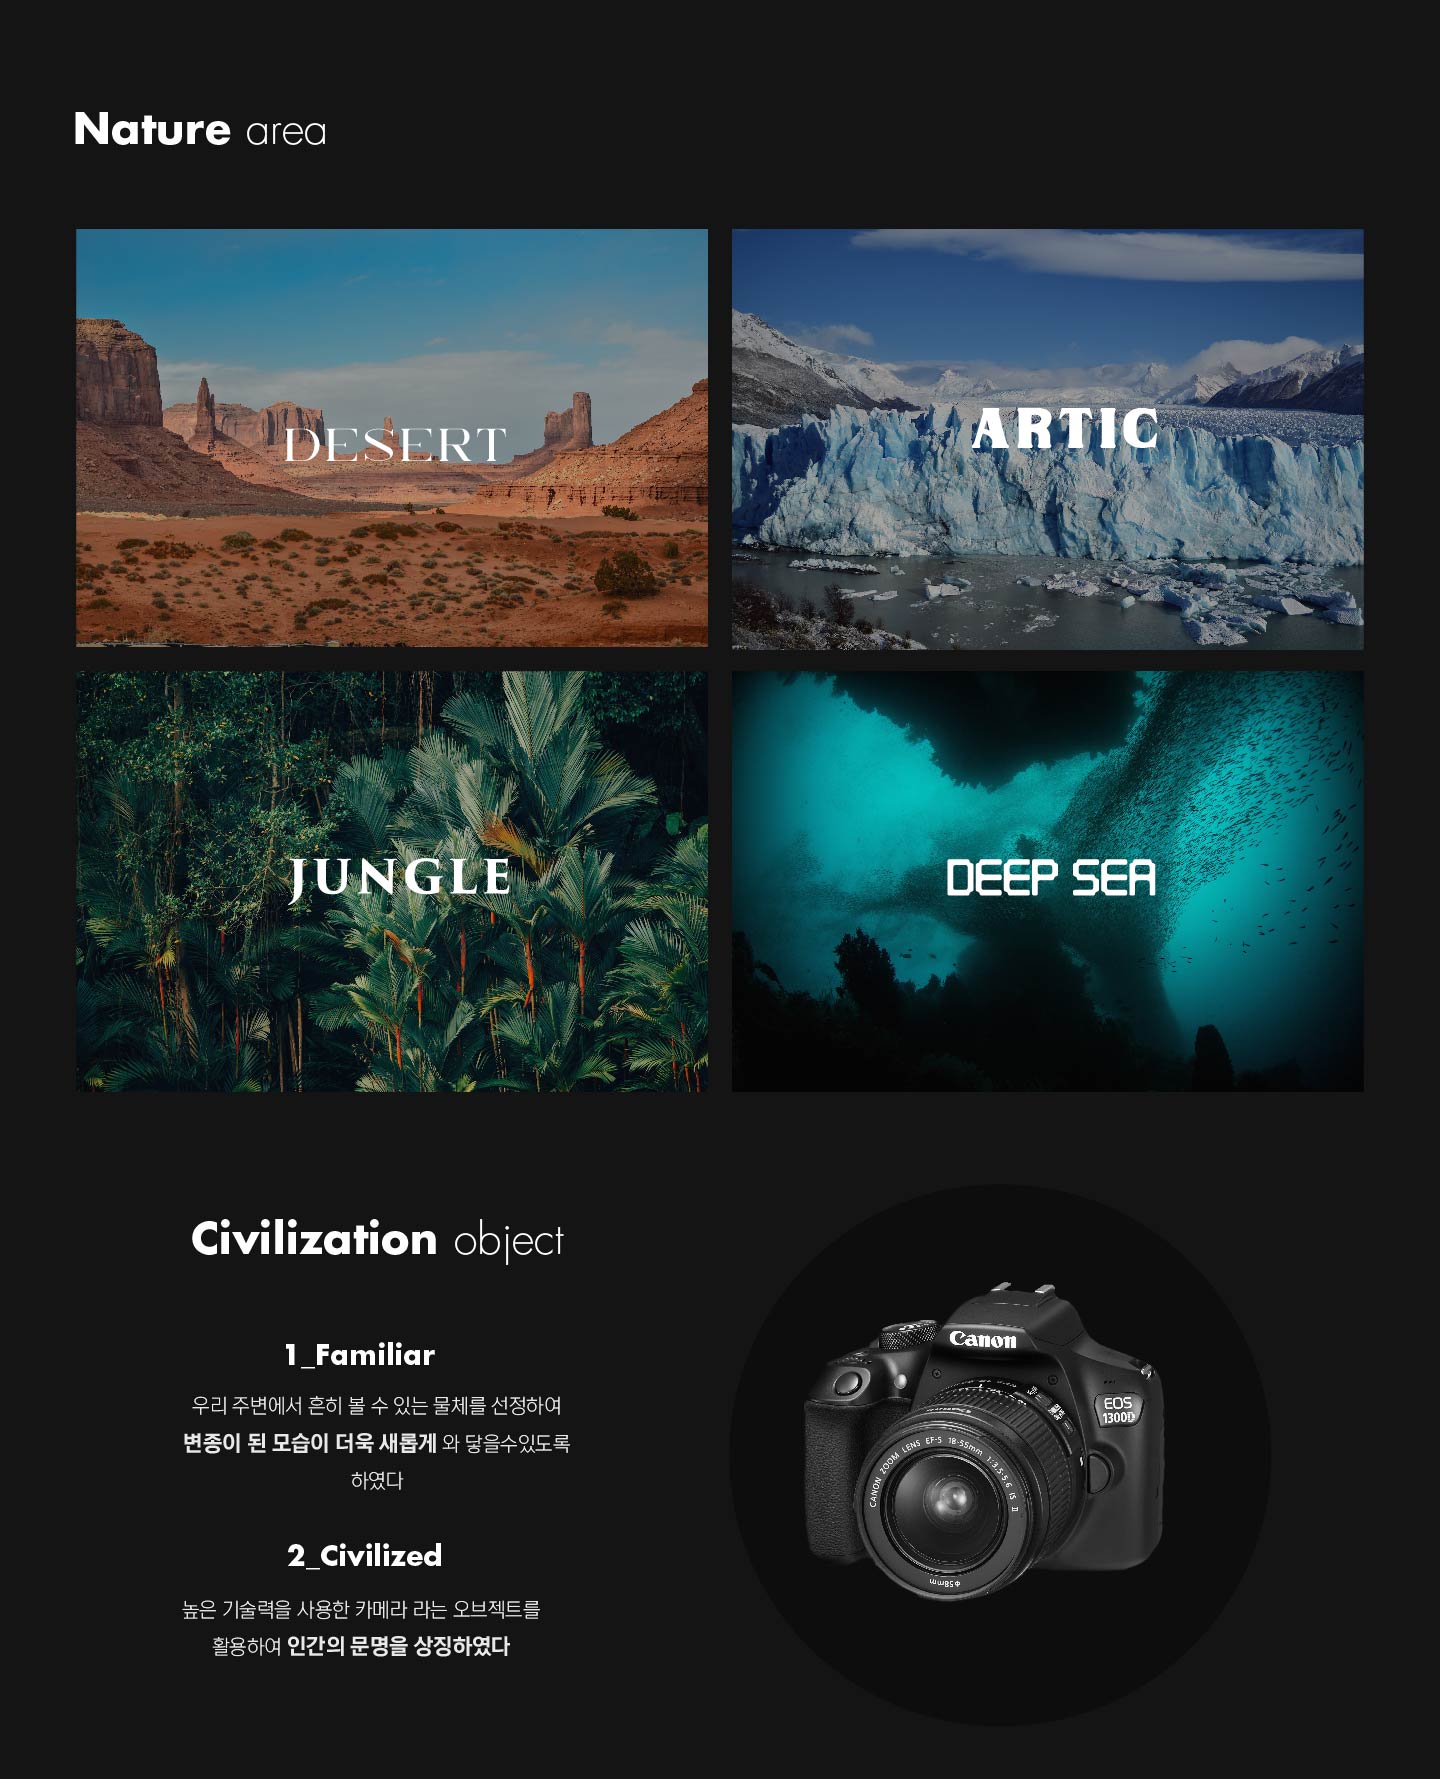 Nature area
DESERT
ARTIC
JUNGLE
DEEP SEA
Civilization object
1_Familiar
우리 주변에서 흔히 볼 수 있는 물체를 선정하여
변종이 된 모습이 더욱 새롭게 와 닿을수있도록
하였다
2_Civilized
높은 기술력을 사용한 카메라 라는 오브젝트를
활용하여 인간의 문명을 상징하였다
Canon
EOS
1300D
CANON ZOOM LENS EF-S 18-55mm 1:3.5-5.6 IS II
φ58mm